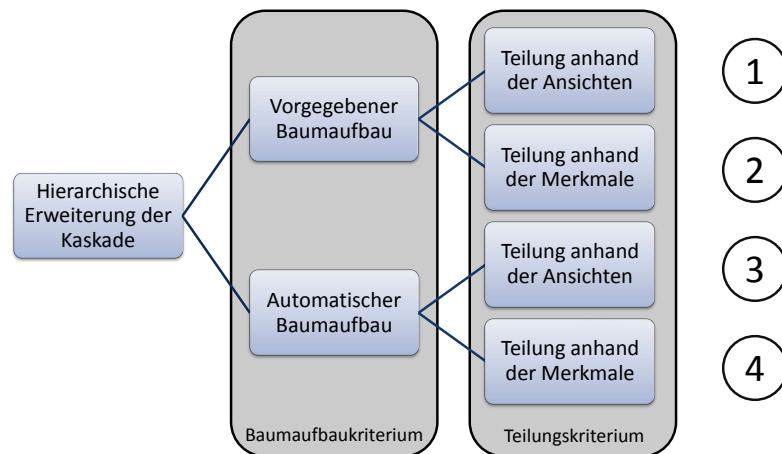 Hierarchische
Erweiterung der
Kaskade
Vorgegebener
Baumaufbau
Automatischer
Baumaufbau
Baumaufbaukriterium
Teilung anhand
der Ansichten
Teilung anhand
der Merkmale
Teilung anhand
der Ansichten
Teilung anhand
der Merkmale
Teilungskriterium
1
2
3
4